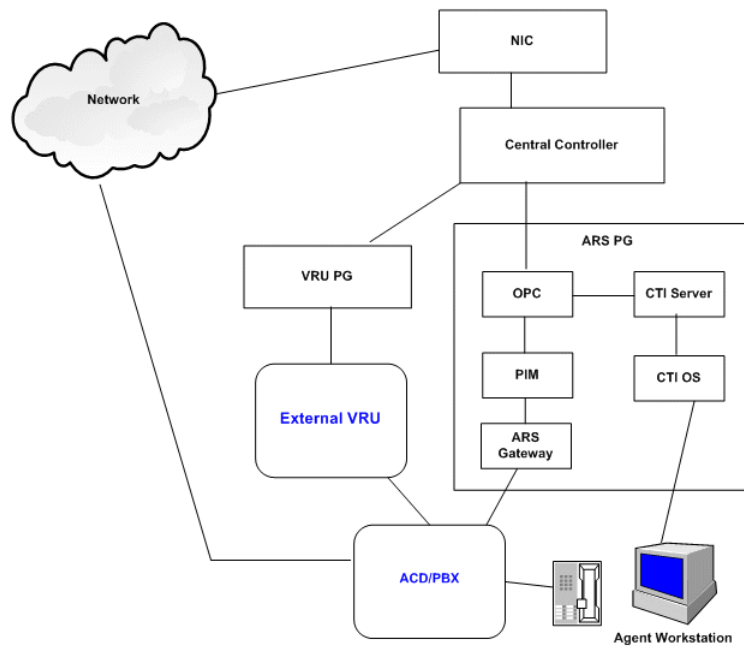 NIC
Network
Central Controller
ARS PG
VRU PG
OPC
CTI Server
PIM
CTI OS
External VRU
ARS
Gateway
ACD/PBX
Agent Workstation